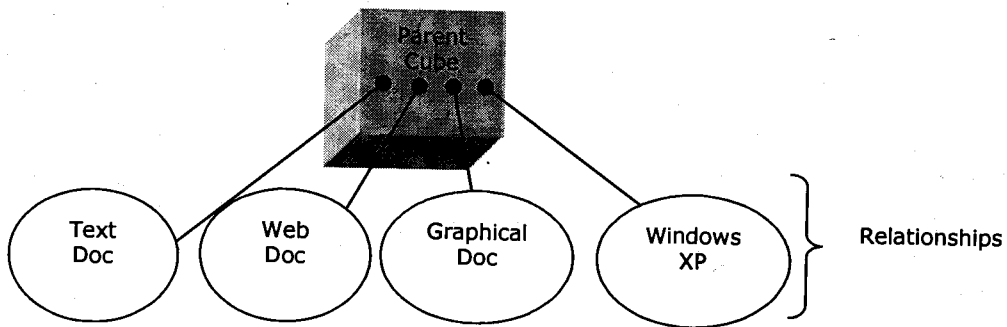 Parent
Cube
Text
Doc
Web
Doc
Graphical
Doc
Windows
XP
Relationships